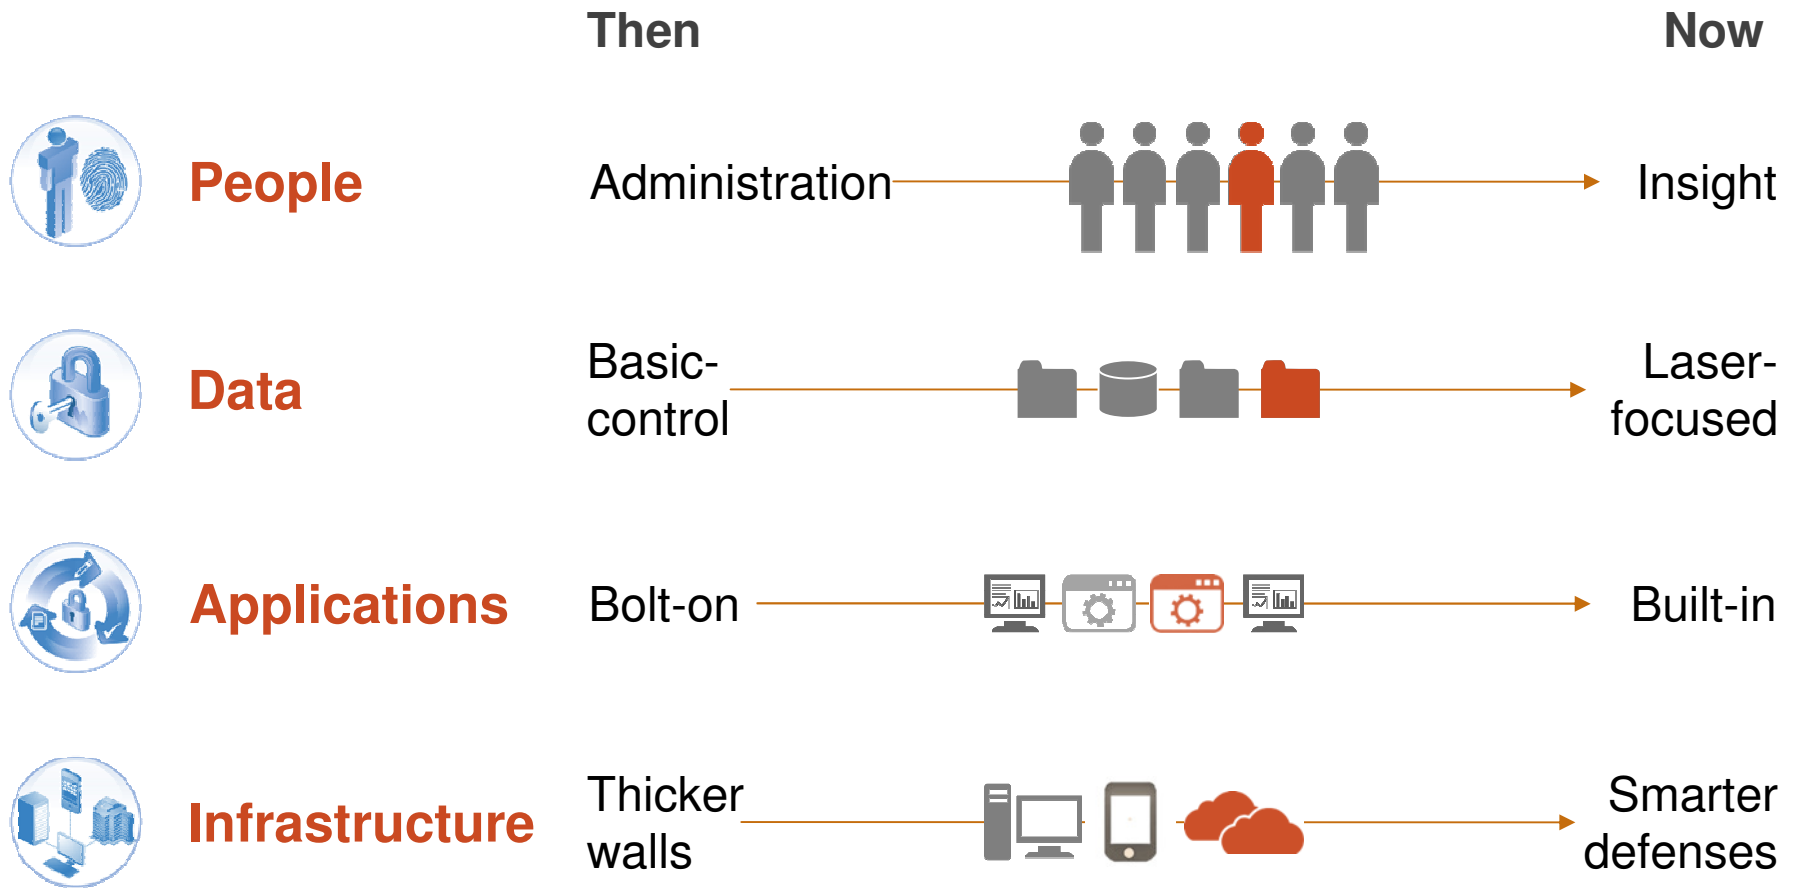 Then
Now
People
Administration
Insight
Data
Basic-
control
Laser-
focused
Applications
Bolt-on
Built-in
Infrastructure
Thicker
walls
Smarter
defenses